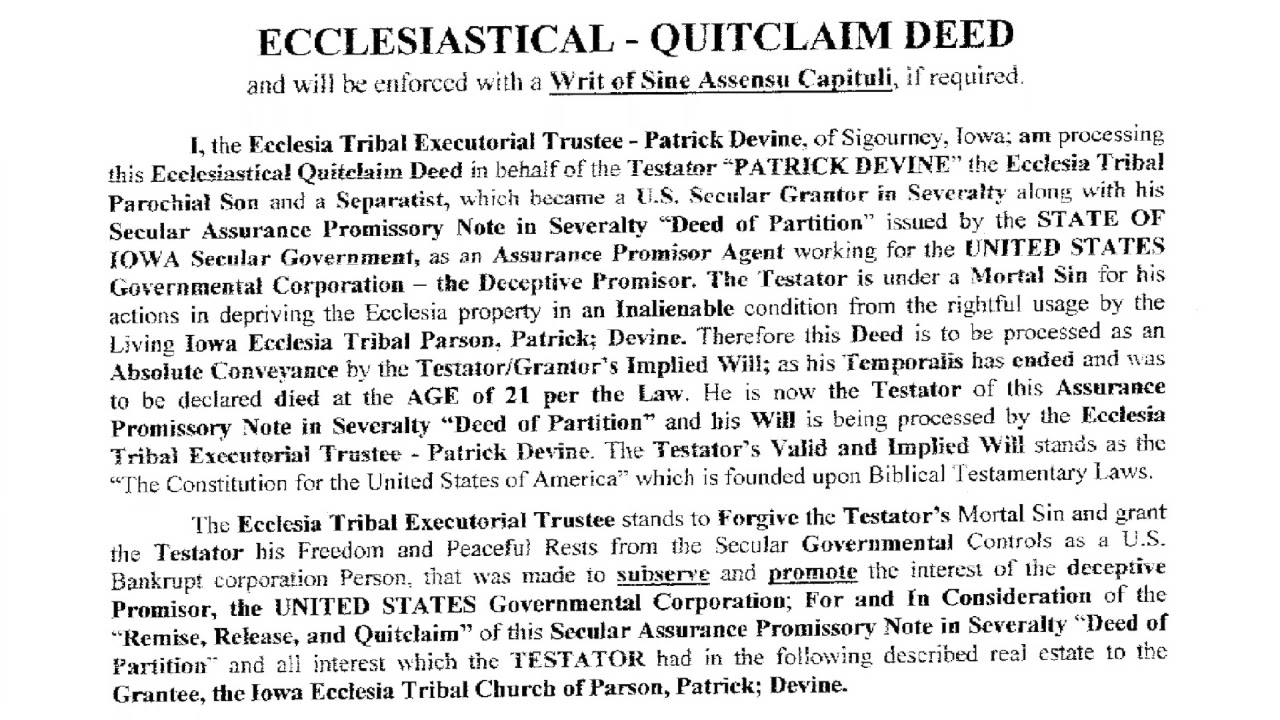 ECCLESIASTICAL - QUITCLAIM DEED
and will be enforced with a Writ of Sine Assensu Capituli, if required.
I, the Ecclesia Tribal Executorial Trustee - Patrick Devine, of Sigourney, Iowa; am processing
this Ecclesiastical Quitclaim Deed in behalf of the Testator "PATRICK DEVINE" the Ecclesia Tribal
Parochial Son and a Separatist, which became a U.S. Secular Grantor in Severalty along with his
Secular Assurance Promissory Note in Severalty "Deed of Partition" issued by the STATE OF
IOWA Secular Government, as an Assurance Promisor Agent working for the UNITED STATES
Governmental Corporation – the Deceptive Promisor. The Testator is under a Mortal Sin for his
actions in depriving the Ecclesia property in an Inalienable condition from the rightful usage by the
Living Iowa Ecclesia Tribal Parson, Patrick; Devine. Therefore this Deed is to be processed as an
Absolute Conveyance by the Testator/Grantor's Implied Will; as his Temporalis has ended and was
to be declared died at the AGE of 21 per the Law. He is now the Testator of this Assurance
Promissory Note in Severalty "Deed of Partition" and his Will is being processed by the Ecclesia
Tribal Executorial Trustee - Patrick Devine. The Testator's Valid and Implied Will stands as the
"The Constitution for the United States of America" which is founded upon Biblical Testamentary Laws.
The Ecclesia Tribal Executorial Trustee stands to Forgive the Testator's Mortal Sin and grant
the Testator his Freedom and Peaceful Rests from the Secular Governmental Controls as a U.S.
Bankrupt corporation Person, that was made to subserve and promote the interest of the deceptive
Promisor, the UNITED STATES Governmental Corporation; For and In Consideration of the
"Remise, Release, and Quitclaim" of this Secular Assurance Promissory Note in Severalty "Deed of
Partition" and all interest which the TESTATOR had in the following described real estate to the
Grantee, the Iowa Ecclesia Tribal Church of Parson, Patrick; Devine.